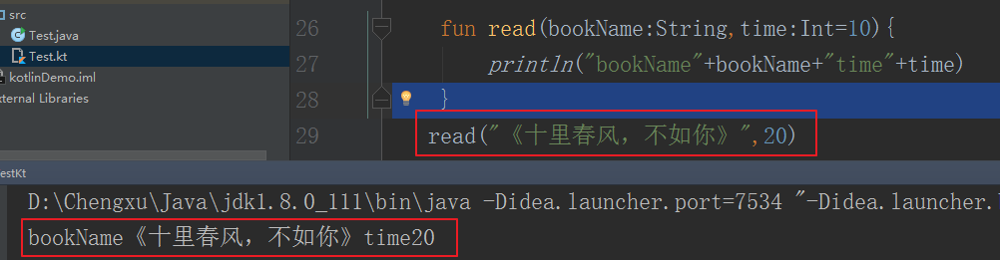 src
Test.java
Test.kt
kotlinDemo.iml
xternal Libraries
26 fun read(bookName:String,time:Int=10){
27 println("bookName"+bookName+"time"+time)
28 }
29 read("《十里春风，不如你》",20)
TestKt
D:\Chengxu\Java\jdk1.8.0_111\bin\java -Didea.launcher.port=7534 "-Didea.launcher.
bookName《十里春风，不如你》time20